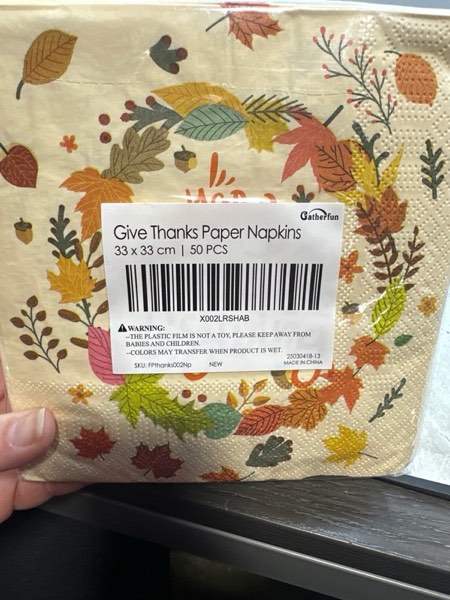 Gatherfun
Give Thanks Paper Napkins
33 x 33 cm | 50 PCS
X002LRSHAB
WARNING:
--THE PLASTIC FILM IS NOT A TOY, PLEASE KEEP AWAY FROM
BABIES AND CHILDREN.
--COLORS MAY TRANSFER WHEN PRODUCT IS WET.
25030418-13
SKU: FPthanks002Np NEW MADE IN CHINA